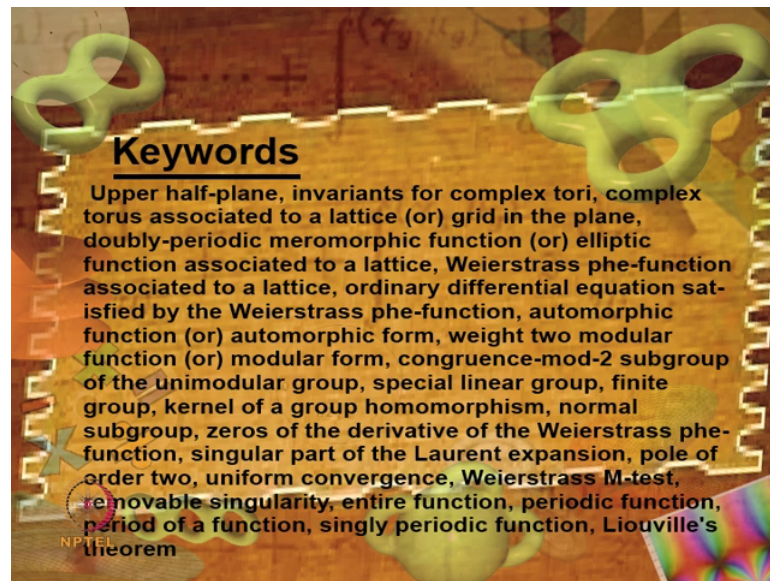 Keywords
Upper half-plane, invariants for complex tori, complex
torus associated to a lattice (or) grid in the plane,
doubly-periodic meromorphic function (or) elliptic
function associated to a lattice, Weierstrass phe-function
associated to a lattice, ordinary differential equation sat-
isfied by the Weierstrass phe-function, automorphic
function (or) automorphic form, weight two modular
function (or) modular form, congruence-mod-2 subgroup
of the unimodular group, special linear group, finite
group, kernel of a group homomorphism, normal
subgroup, zeros of the derivative of the Weierstrass phe-
function, singular part of the Laurent expansion, pole of
order two, uniform convergence, Weierstrass M-test,
removable singularity, entire function, periodic function,
period of a function, singly periodic function, Liouville's
theorem
NPTEL